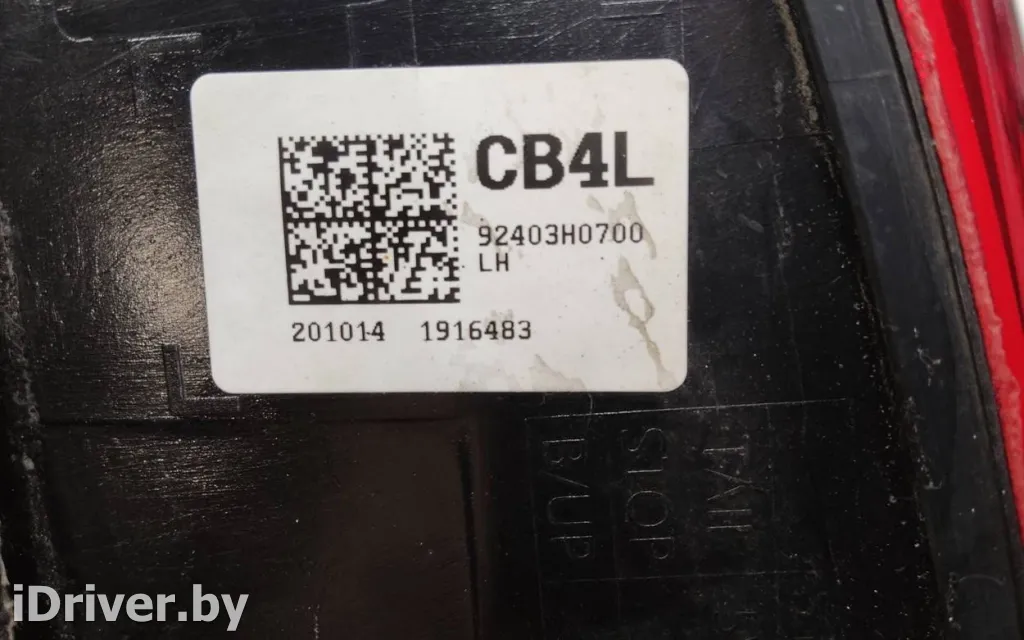 CB4L
92403H0700
LH
201014 1916483
TAIL
STOP
B/UP
iDriver.by